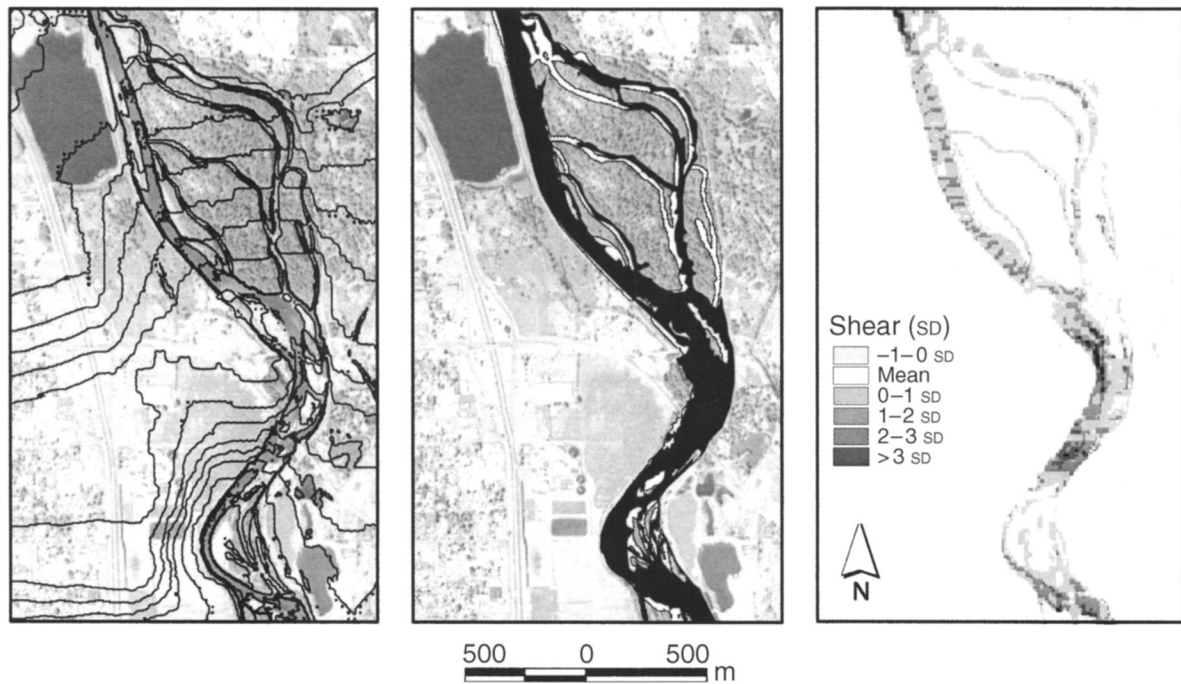 Shear (SD)
–1–0 SD
Mean
0–1 SD
1–2 SD
2–3 SD
>3 SD
N
500 0 500 m